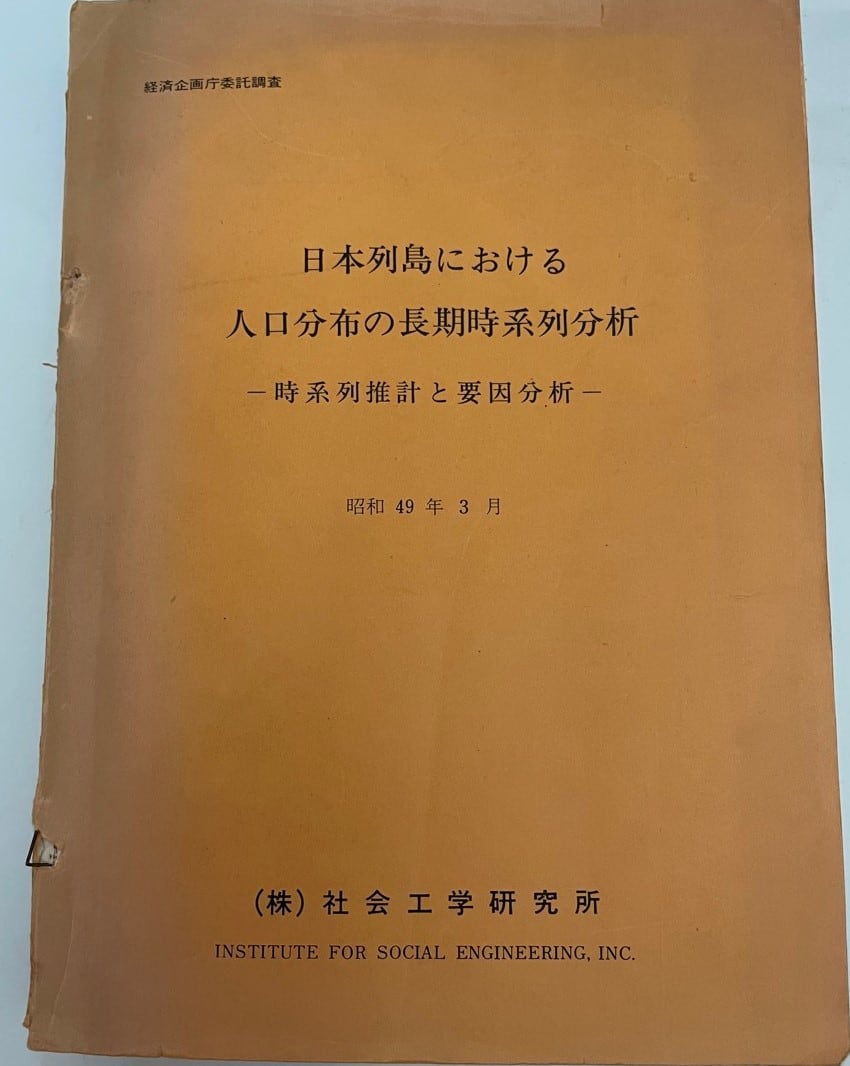 経済企画庁委託調査
日本列島における
人口分布の長期時系列分析
－時系列推計と要因分析－
昭和 49 年 3 月
(株) 社会工学研究所
INSTITUTE FOR SOCIAL ENGINEERING, INC.